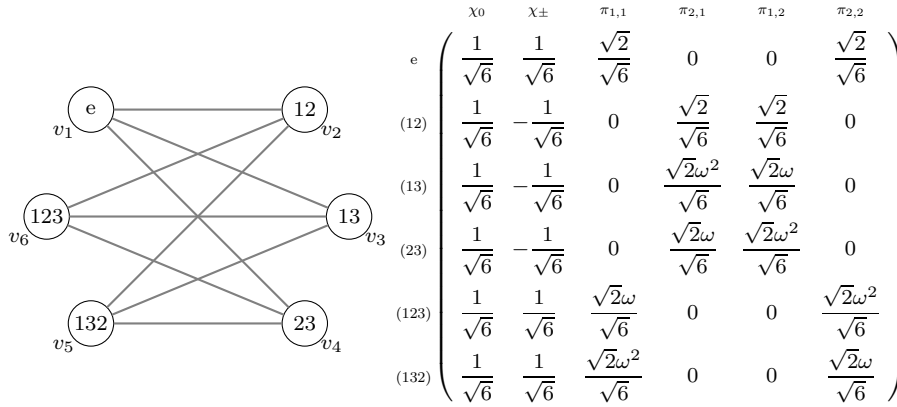 χ₀ χ± π₁,₁ π₂,₁ π₁,₂ π₂,₂
e 1/√6 1/√6 √2/√6 0 0 √2/√6
(12) 1/√6 −1/√6 0 √2/√6 √2/√6 0
(13) 1/√6 −1/√6 0 √2ω²/√6 √2ω/√6 0
(23) 1/√6 −1/√6 0 √2ω/√6 √2ω²/√6 0
(123) 1/√6 1/√6 √2ω/√6 0 0 √2ω²/√6
(132) 1/√6 1/√6 √2ω²/√6 0 0 √2ω/√6
e 12
v₁ v₂
123 13
v₆ v₃
132 23
v₅ v₄